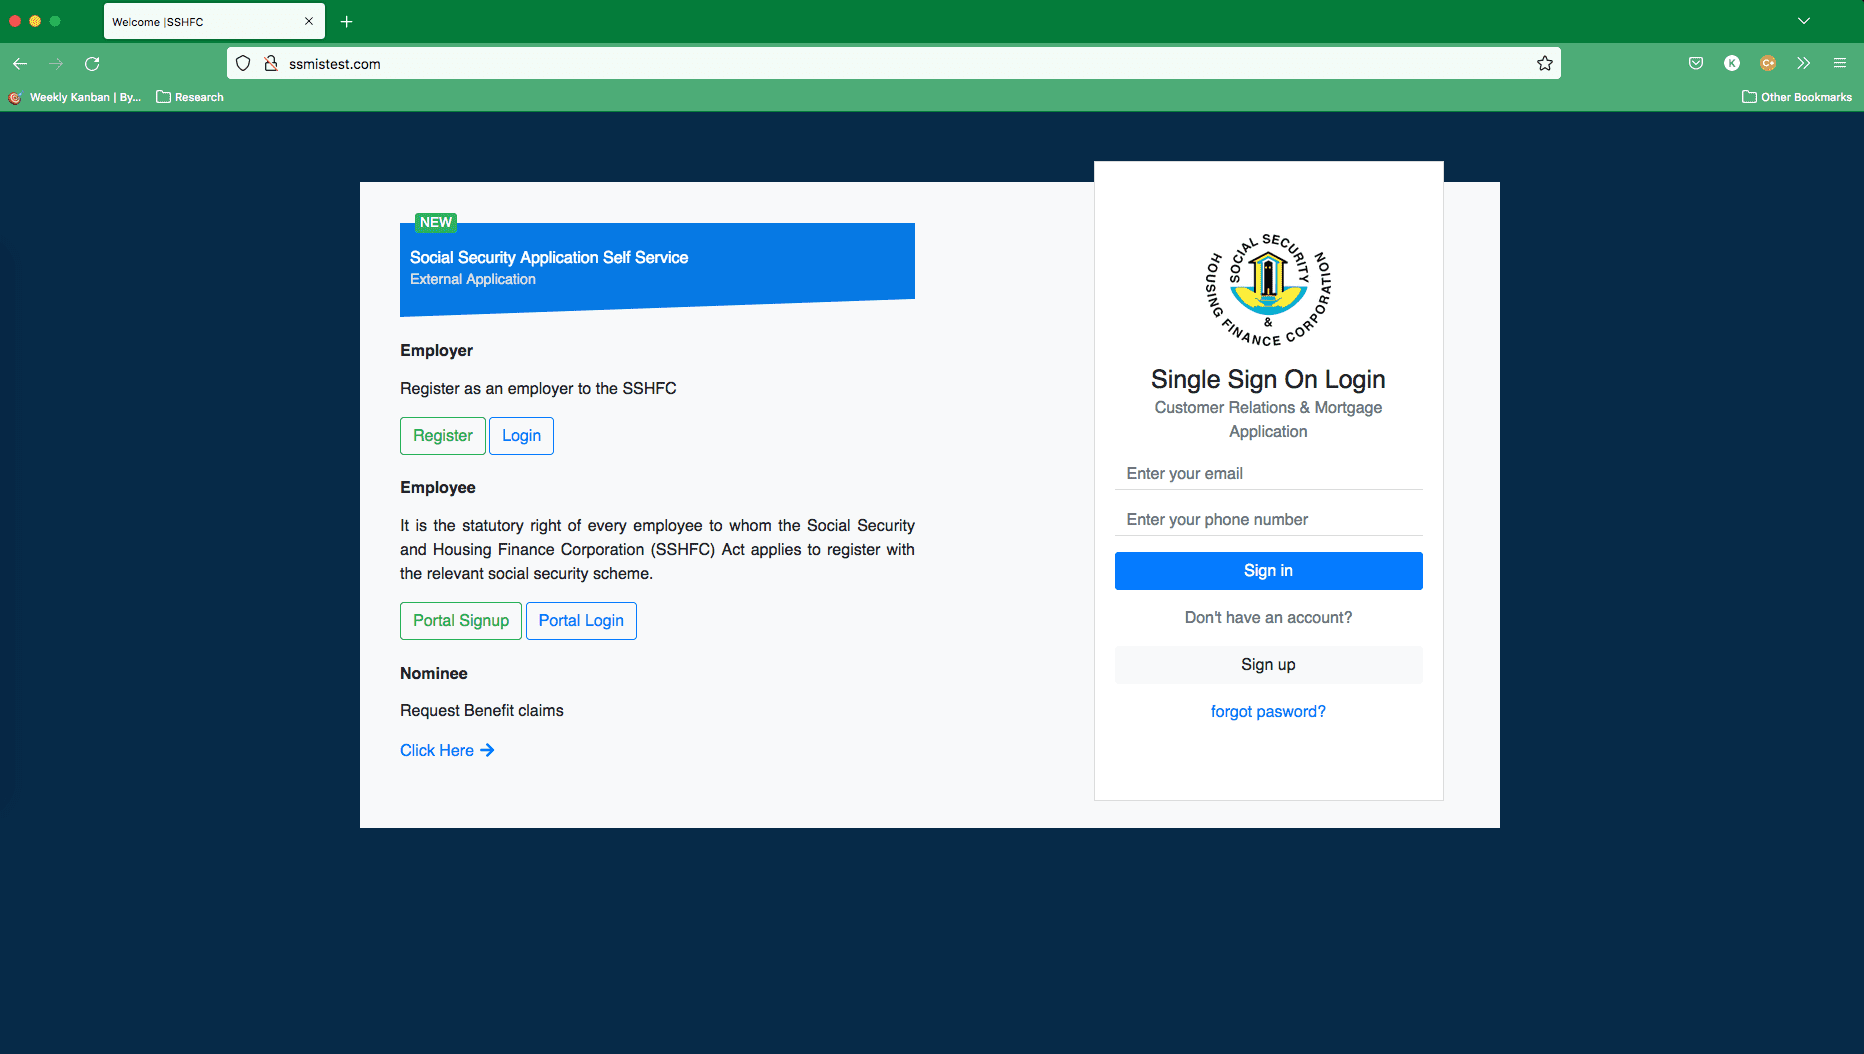 Welcome |SSHFC
ssmistest.com
K
C+
Weekly Kanban | By...
Research
Other Bookmarks
NEW
Social Security Application Self Service
External Application
Employer
Register as an employer to the SSHFC
Register
Login
Employee
It is the statutory right of every employee to whom the Social Security
and Housing Finance Corporation (SSHFC) Act applies to register with
the relevant social security scheme.
Portal Signup
Portal Login
Nominee
Request Benefit claims
Click Here
SOCIAL SECURITY
&
HOUSING FINANCE CORPORATION
Single Sign On Login
Customer Relations & Mortgage
Application
Enter your email
Enter your phone number
Sign in
Don't have an account?
Sign up
forgot pasword?